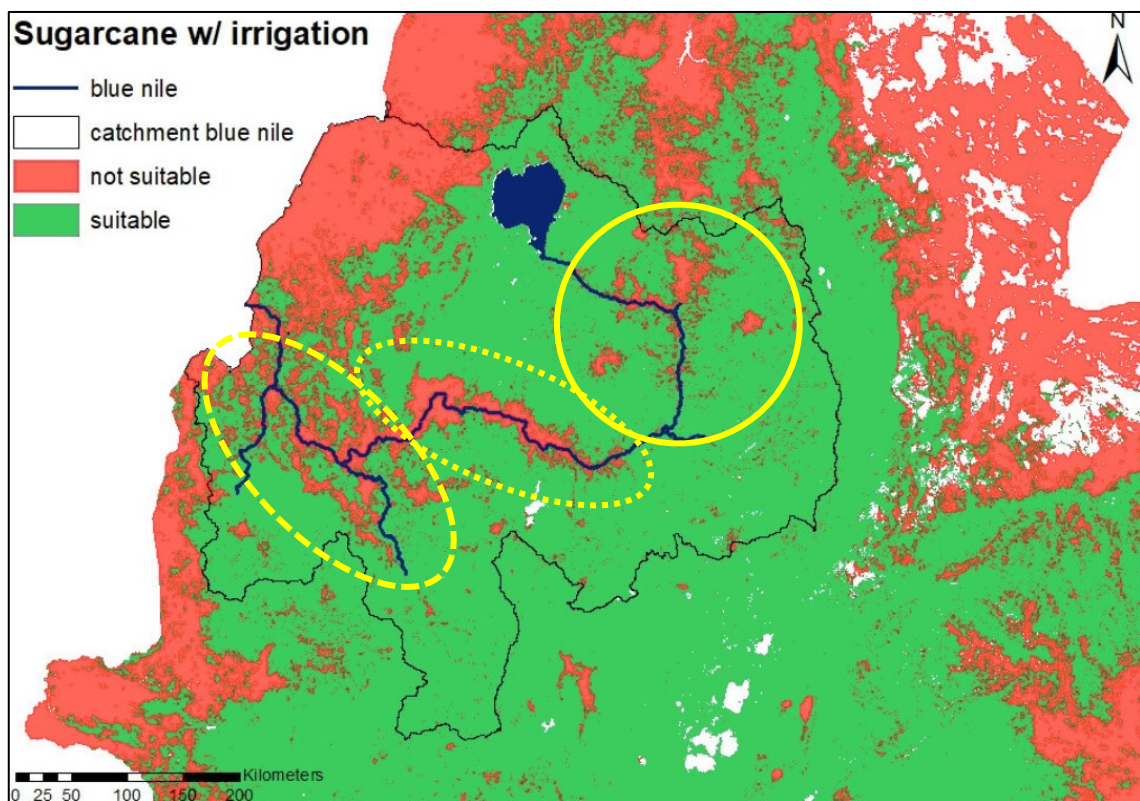 Sugarcane w/ irrigation
blue nile
catchment blue nile
not suitable
suitable
N
Kilometers
0 25 50 100 150 200